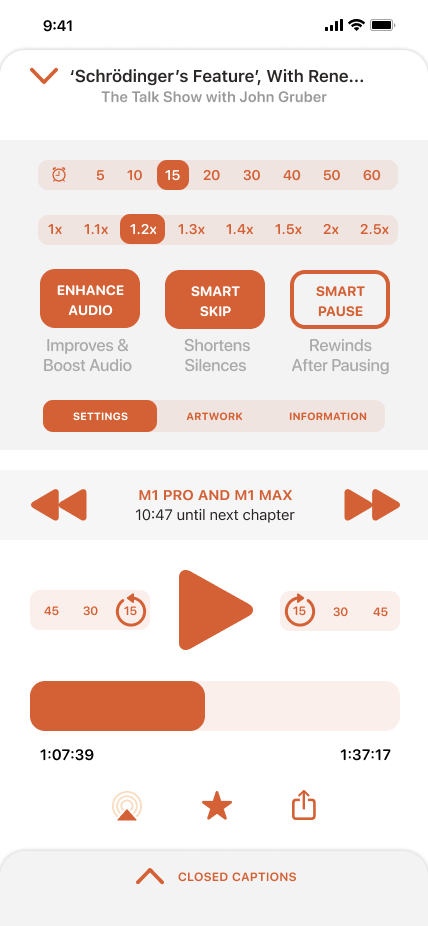 9:41
‘Schrödinger’s Feature’, With Rene...
The Talk Show with John Gruber
5 10 15 20 30 40 50 60
1x 1.1x 1.2x 1.3x 1.4x 1.5x 2x 2.5x
ENHANCE AUDIO
SMART SKIP
SMART PAUSE
Improves & Boost Audio
Shortens Silences
Rewinds After Pausing
SETTINGS ARTWORK INFORMATION
M1 PRO AND M1 MAX
10:47 until next chapter
45 30 15 15 30 45
1:07:39 1:37:17
CLOSED CAPTIONS